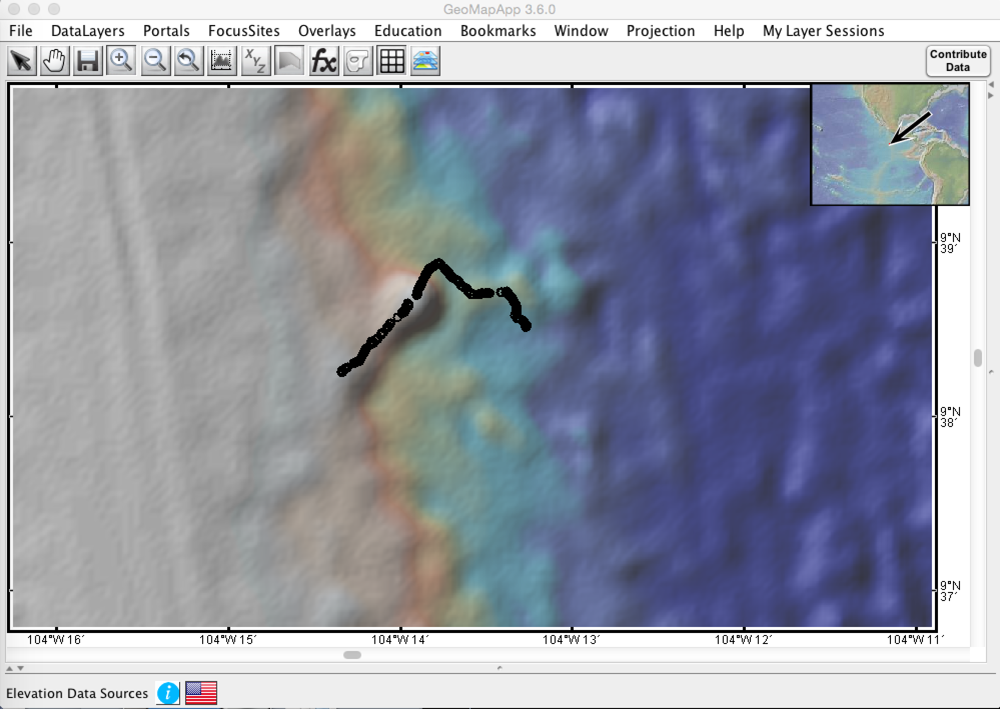 GeoMapApp 3.6.0
File DataLayers Portals FocusSites Overlays Education Bookmarks Window Projection Help My Layer Sessions
X
Y
Z
fx
Contribute
Data
9°N
39′
9°N
38′
9°N
37′
104°W 16′ 104°W 15′ 104°W 14′ 104°W 13′ 104°W 12′ 104°W 11′
Elevation Data Sources i